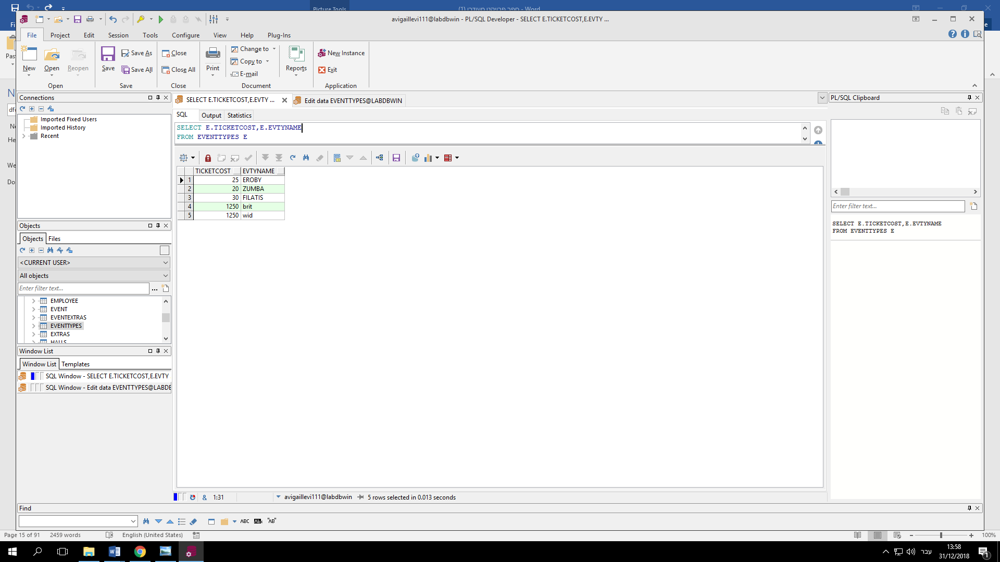 Picture Tools
ספר פרוייקט מעודכן (1) - Word
avigaillevi111@labdbwin - PL/SQL Developer - SELECT E.TICKETCOST,E.EVTY ...
File Project Edit Session Tools Configure View Help Plug-Ins
New Open Reopen
Open
Save Save As Save All
Save
Close Close All
Close
Print Change to Copy to E-mail
Document
Reports
New Instance
Exit
Application
Connections
Imported Fixed Users
Imported History
Recent
Objects
Objects Files
<CURRENT USER>
All objects
Enter filter text...
EMPLOYEE
EVENT
EVENTEXTRAS
EVENTTYPES
EXTRAS
HALLS
Window List
Window List Templates
SQL Window - SELECT E.TICKETCOST,E.EVTY
SQL Window - Edit data EVENTTYPES@LABDB
SELECT E.TICKETCOST,E.EVTY ... Edit data EVENTTYPES@LABDBWIN
SQL Output Statistics
SELECT E.TICKETCOST,E.EVTYNAME
FROM EVENTTYPES E
TICKETCOST EVTYNAME
1 25 EROBY
2 20 ZUMBA
3 30 FILATIS
4 1250 brit
5 1250 wid
& 1:31 avigaillevi111@labdbwin 5 rows selected in 0.013 seconds
PL/SQL Clipboard
Enter filter text...
SELECT E.TICKETCOST,E.EVTYNAME
FROM EVENTTYPES E
Find
ABC "AB"
Page 15 of 91 2459 words English (United States) 100%
עבר
13:58
31/12/2018
1